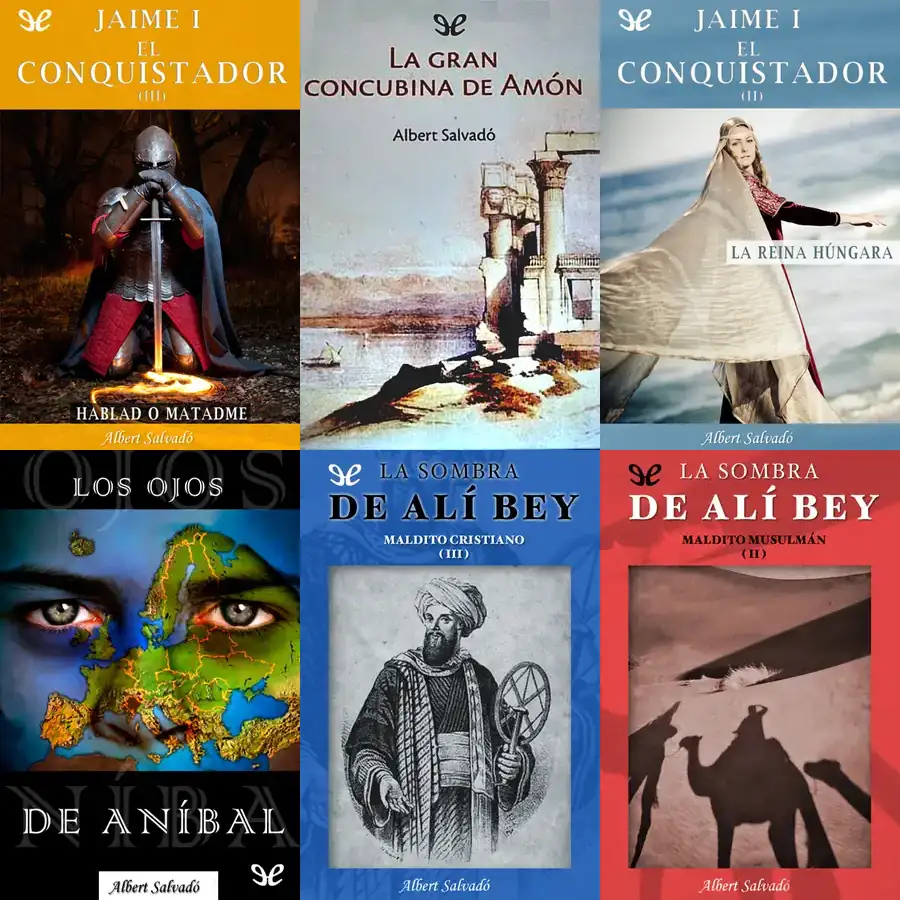 JAIME I
EL
CONQUISTADOR
(III)
HABLAD O MATADME
Albert Salvadó
LA GRAN
CONCUBINA DE AMÓN
Albert Salvadó
JAIME I
EL
CONQUISTADOR
(II)
LA REINA HÚNGARA
Albert Salvadó
OJOS
LOS OJOS
NÍBA
DE ANÍBAL
Albert Salvadó
LA SOMBRA
DE ALÍ BEY
MALDITO CRISTIANO
(III)
Albert Salvadó
LA SOMBRA
DE ALÍ BEY
MALDITO MUSULMÁN
(II)
Albert Salvadó